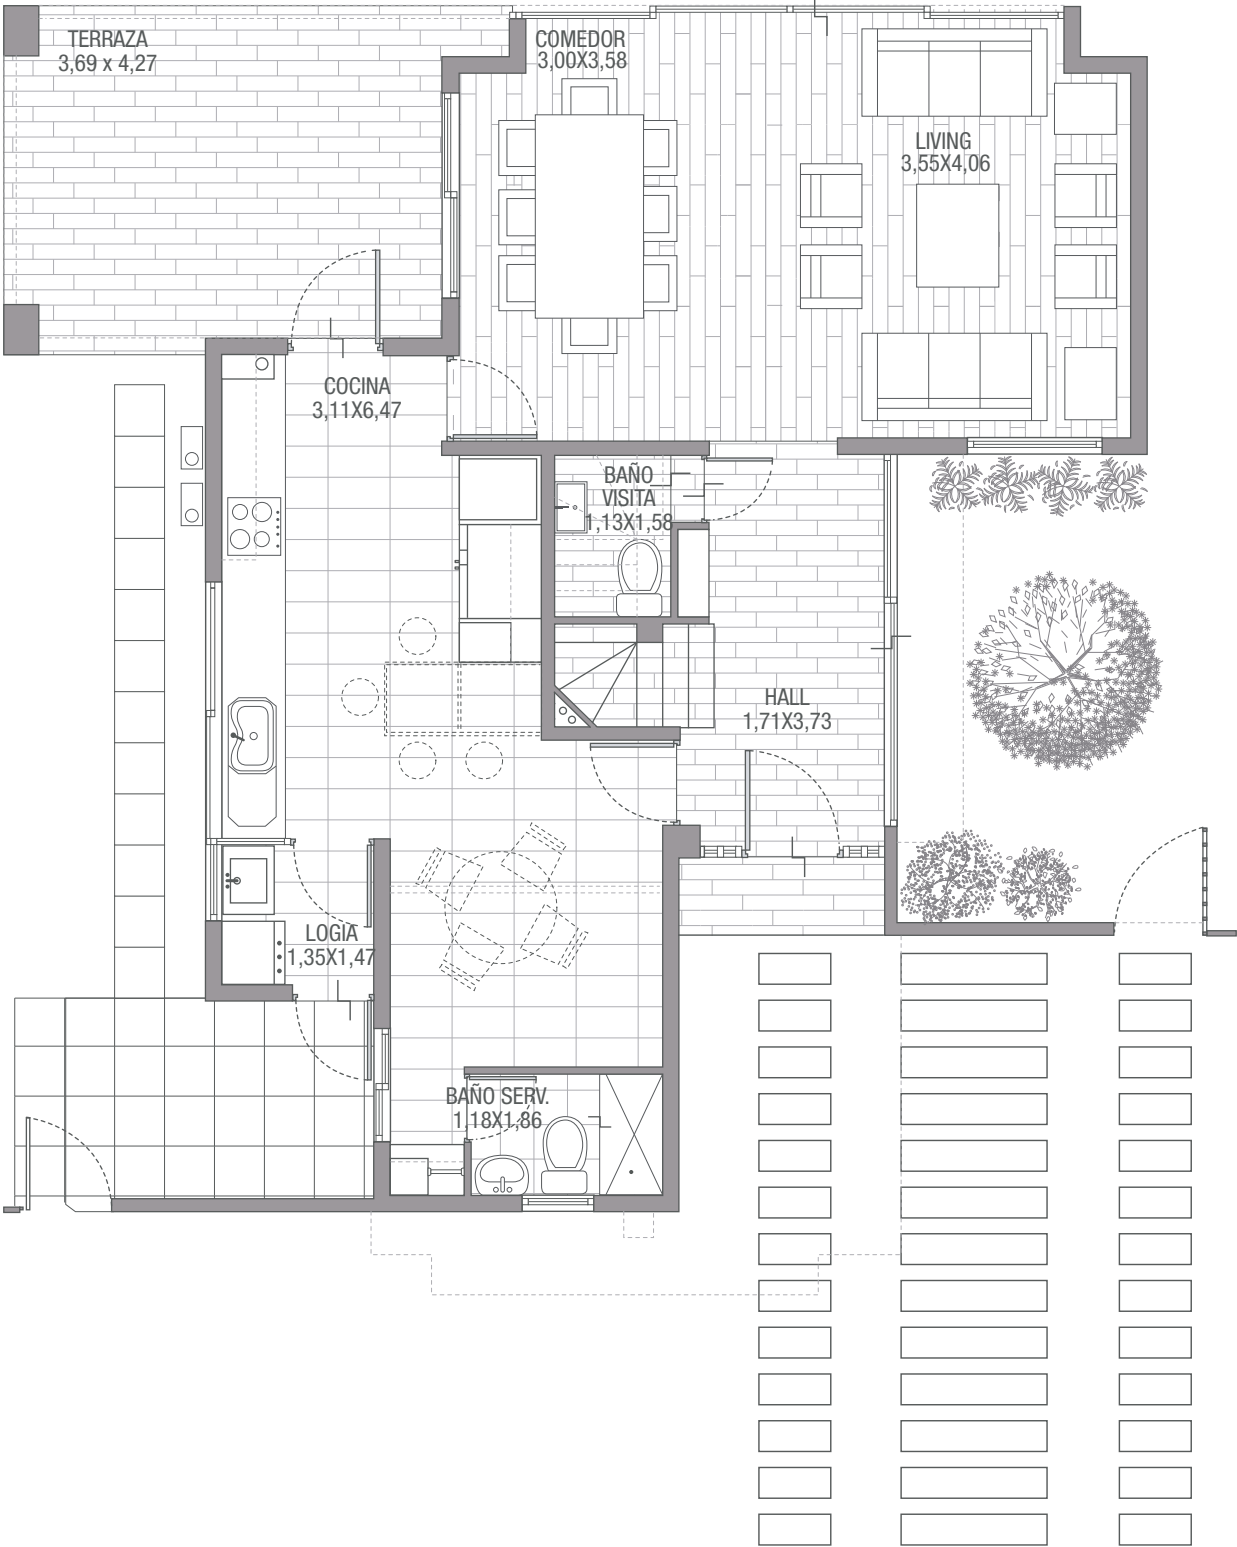 TERRAZA
3,69 x 4,27
COMEDOR
3,00X3,58
LIVING
3,55X4,06
COCINA
3,11X6,47
BAÑO
VISITA
1,13X1,58
HALL
1,71X3,73
LOGIA
1,35X1,47
BAÑO SERV.
1,18X1,86